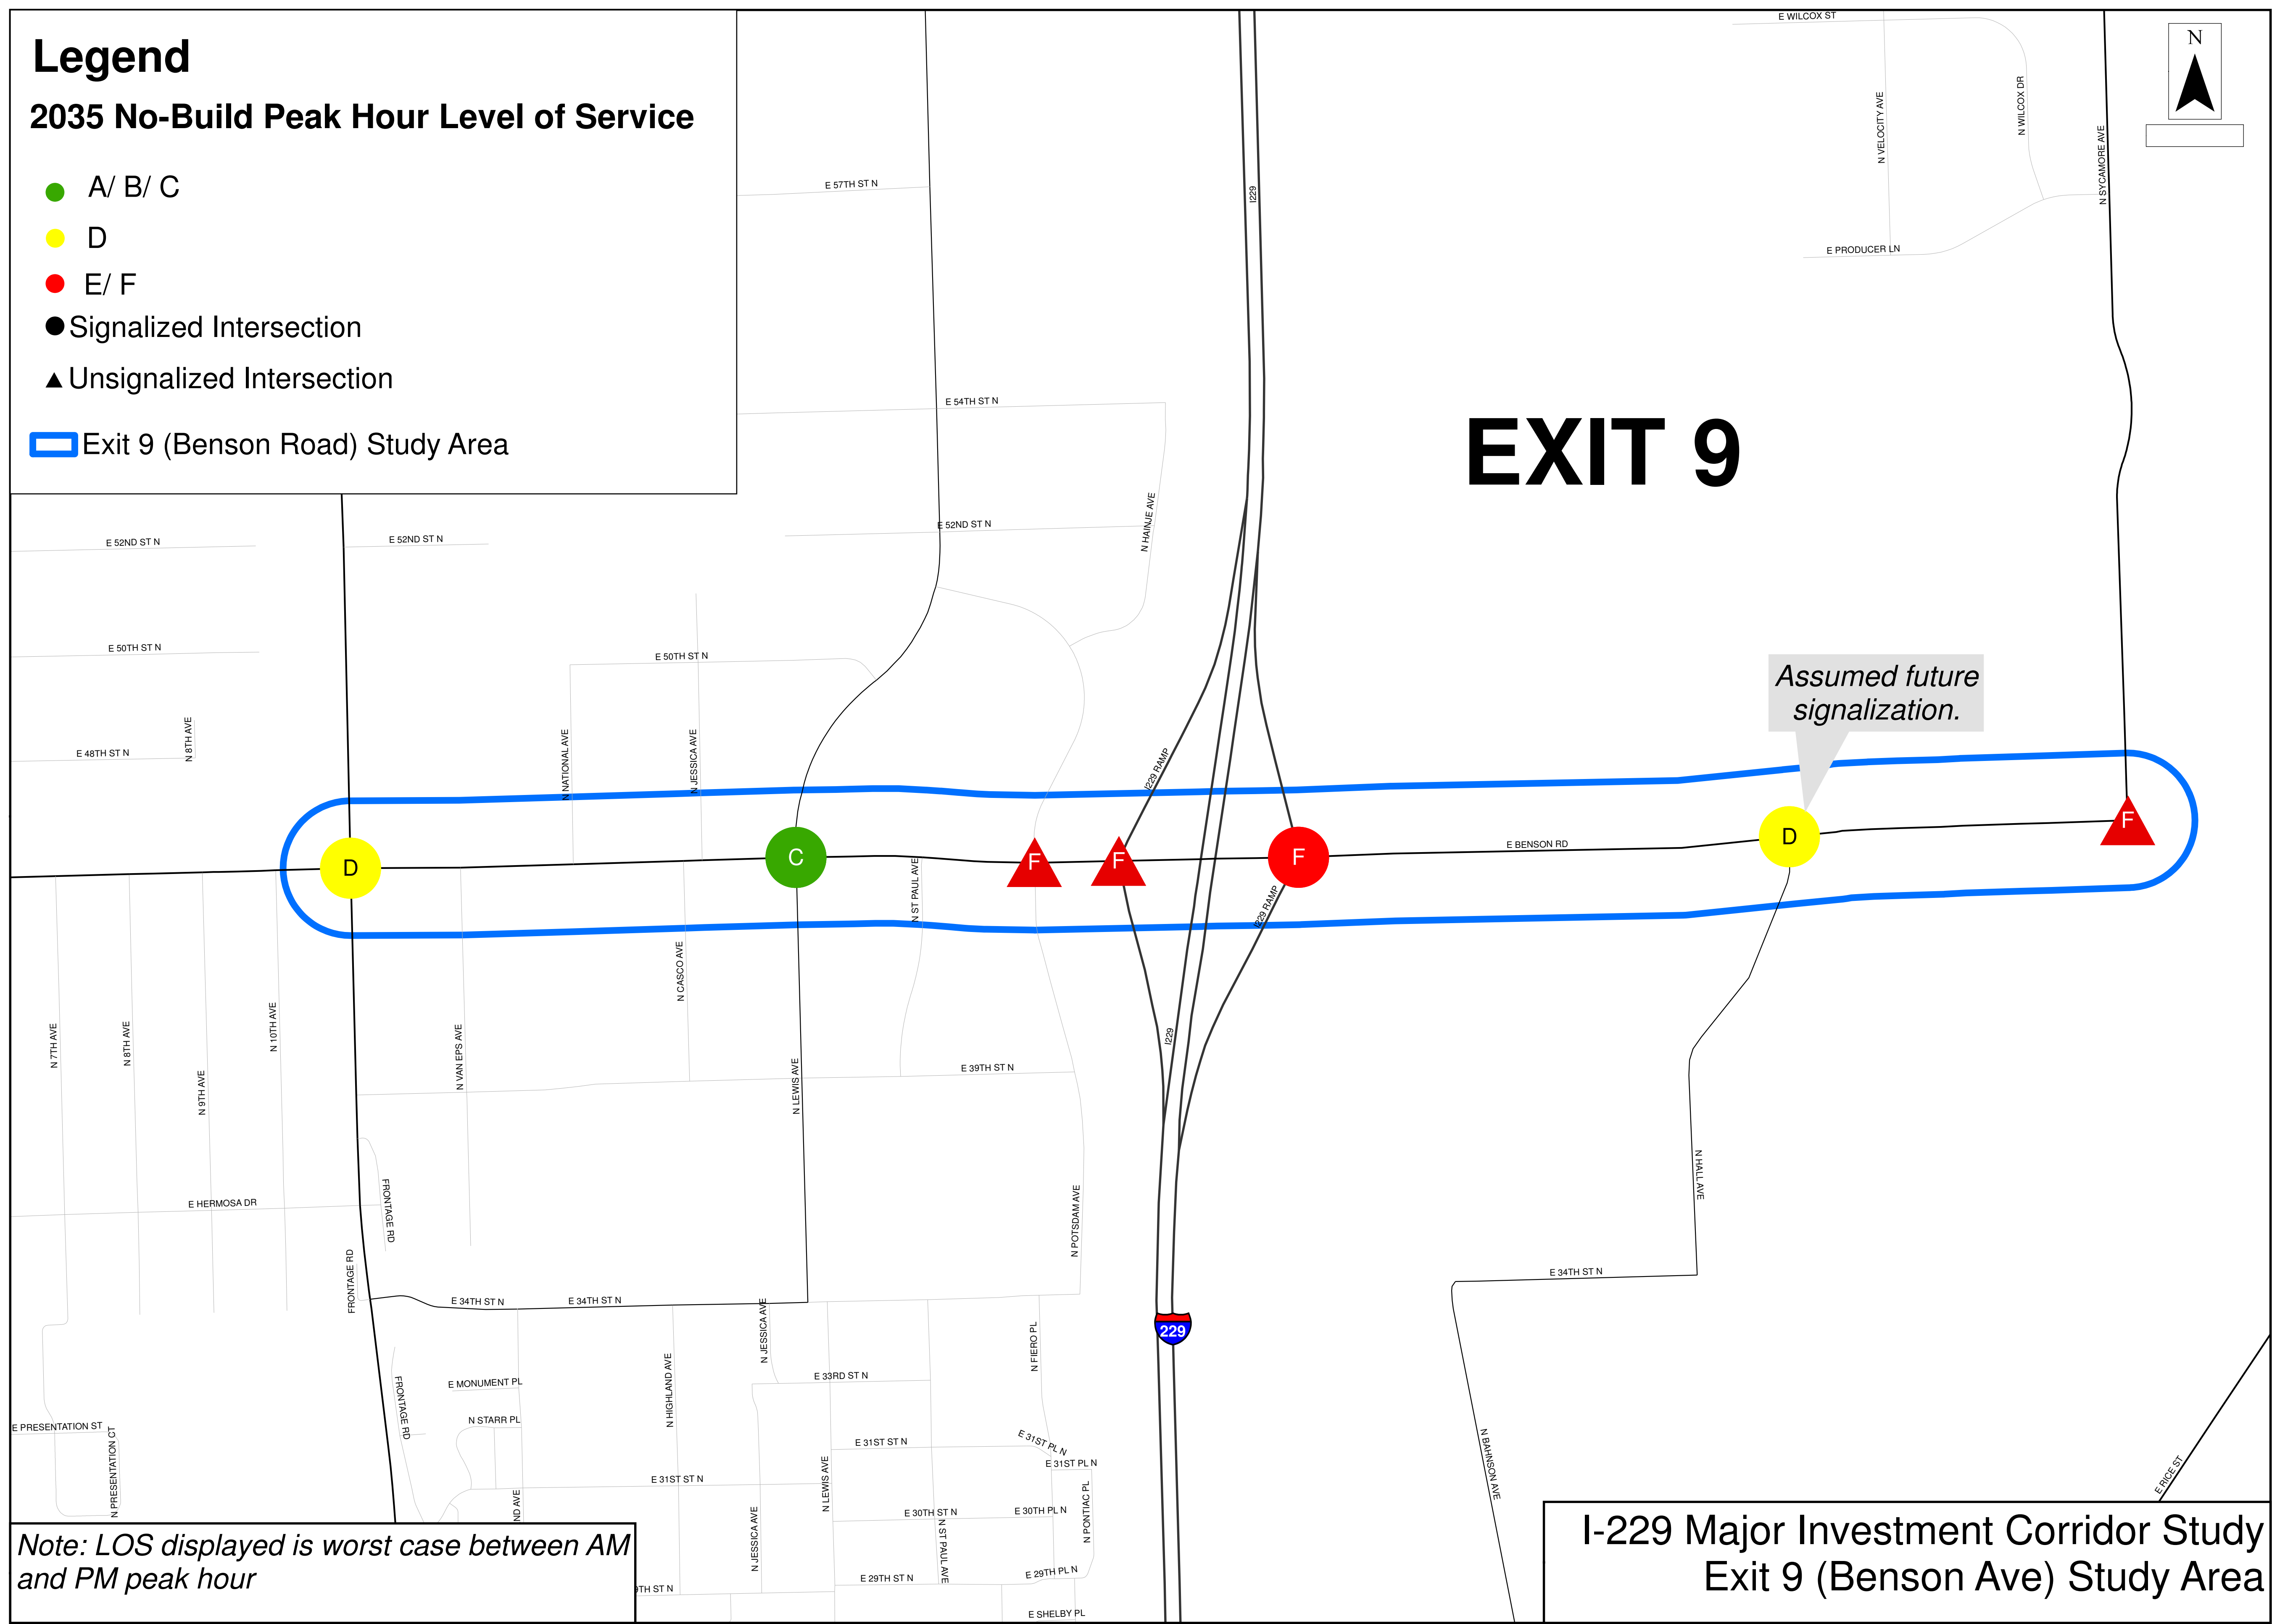 Legend
2035 No-Build Peak Hour Level of Service
A/ B/ C
D
E/ F
Signalized Intersection
Unsignalized Intersection
Exit 9 (Benson Road) Study Area
N
E WILCOX ST
N VELOCITY AVE
N WILCOX DR
N SYCAMORE AVE
E PRODUCER LN
E 57TH ST N
I229
E 54TH ST N
EXIT 9
E 52ND ST N
E 52ND ST N
E 52ND ST N
N HAINJE AVE
E 50TH ST N
E 50TH ST N
Assumed future
signalization.
E 48TH ST N
N 8TH AVE
N NATIONAL AVE
N JESSICA AVE
I229 RAMP
D
C
F
F
F
E BENSON RD
D
F
N ST PAUL AVE
I229 RAMP
N CASCO AVE
N 7TH AVE
N 8TH AVE
N 9TH AVE
N 10TH AVE
N VAN EPS AVE
N LEWIS AVE
E 39TH ST N
I229
E HERMOSA DR
FRONTAGE RD
N POTSDAM AVE
N HALL AVE
FRONTAGE RD
E 34TH ST N
E 34TH ST N
E 34TH ST N
229
N JESSICA AVE
N FIERO PL
E MONUMENT PL
N HIGHLAND AVE
E 33RD ST N
FRONTAGE RD
N STARR PL
E PRESENTATION ST
N PRESENTATION CT
E 31ST ST N
E 31ST PL N
E 31ST PL N
E 31ST ST N
N LEWIS AVE
N BAHNSON AVE
E RICE ST
ND AVE
N JESSICA AVE
E 30TH ST N
E 30TH PL N
N PONTIAC PL
N ST PAUL AVE
E 29TH ST N
E 29TH PL N
9TH ST N
E SHELBY PL
Note: LOS displayed is worst case between AM
and PM peak hour
I-229 Major Investment Corridor Study
Exit 9 (Benson Ave) Study Area